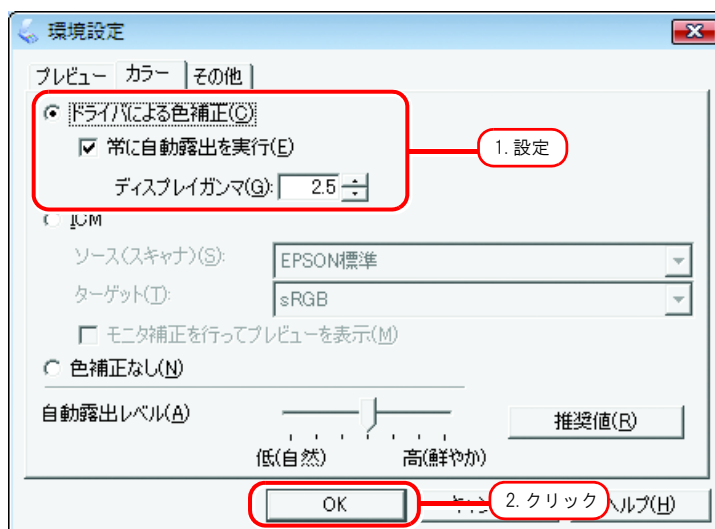 環境設定
プレビュー カラー その他
ドライバによる色補正(C)
常に自動露出を実行(E)
1. 設定
ディスプレイガンマ(G): 2.5
ICM
ソース(スキャナ)(S): EPSON標準
ターゲット(T): sRGB
モニタ補正を行ってプレビューを表示(M)
色補正なし(N)
自動露出レベル(A)
推奨値(R)
低(自然) 高(鮮やか)
OK
2. クリック
ヘルプ(H)